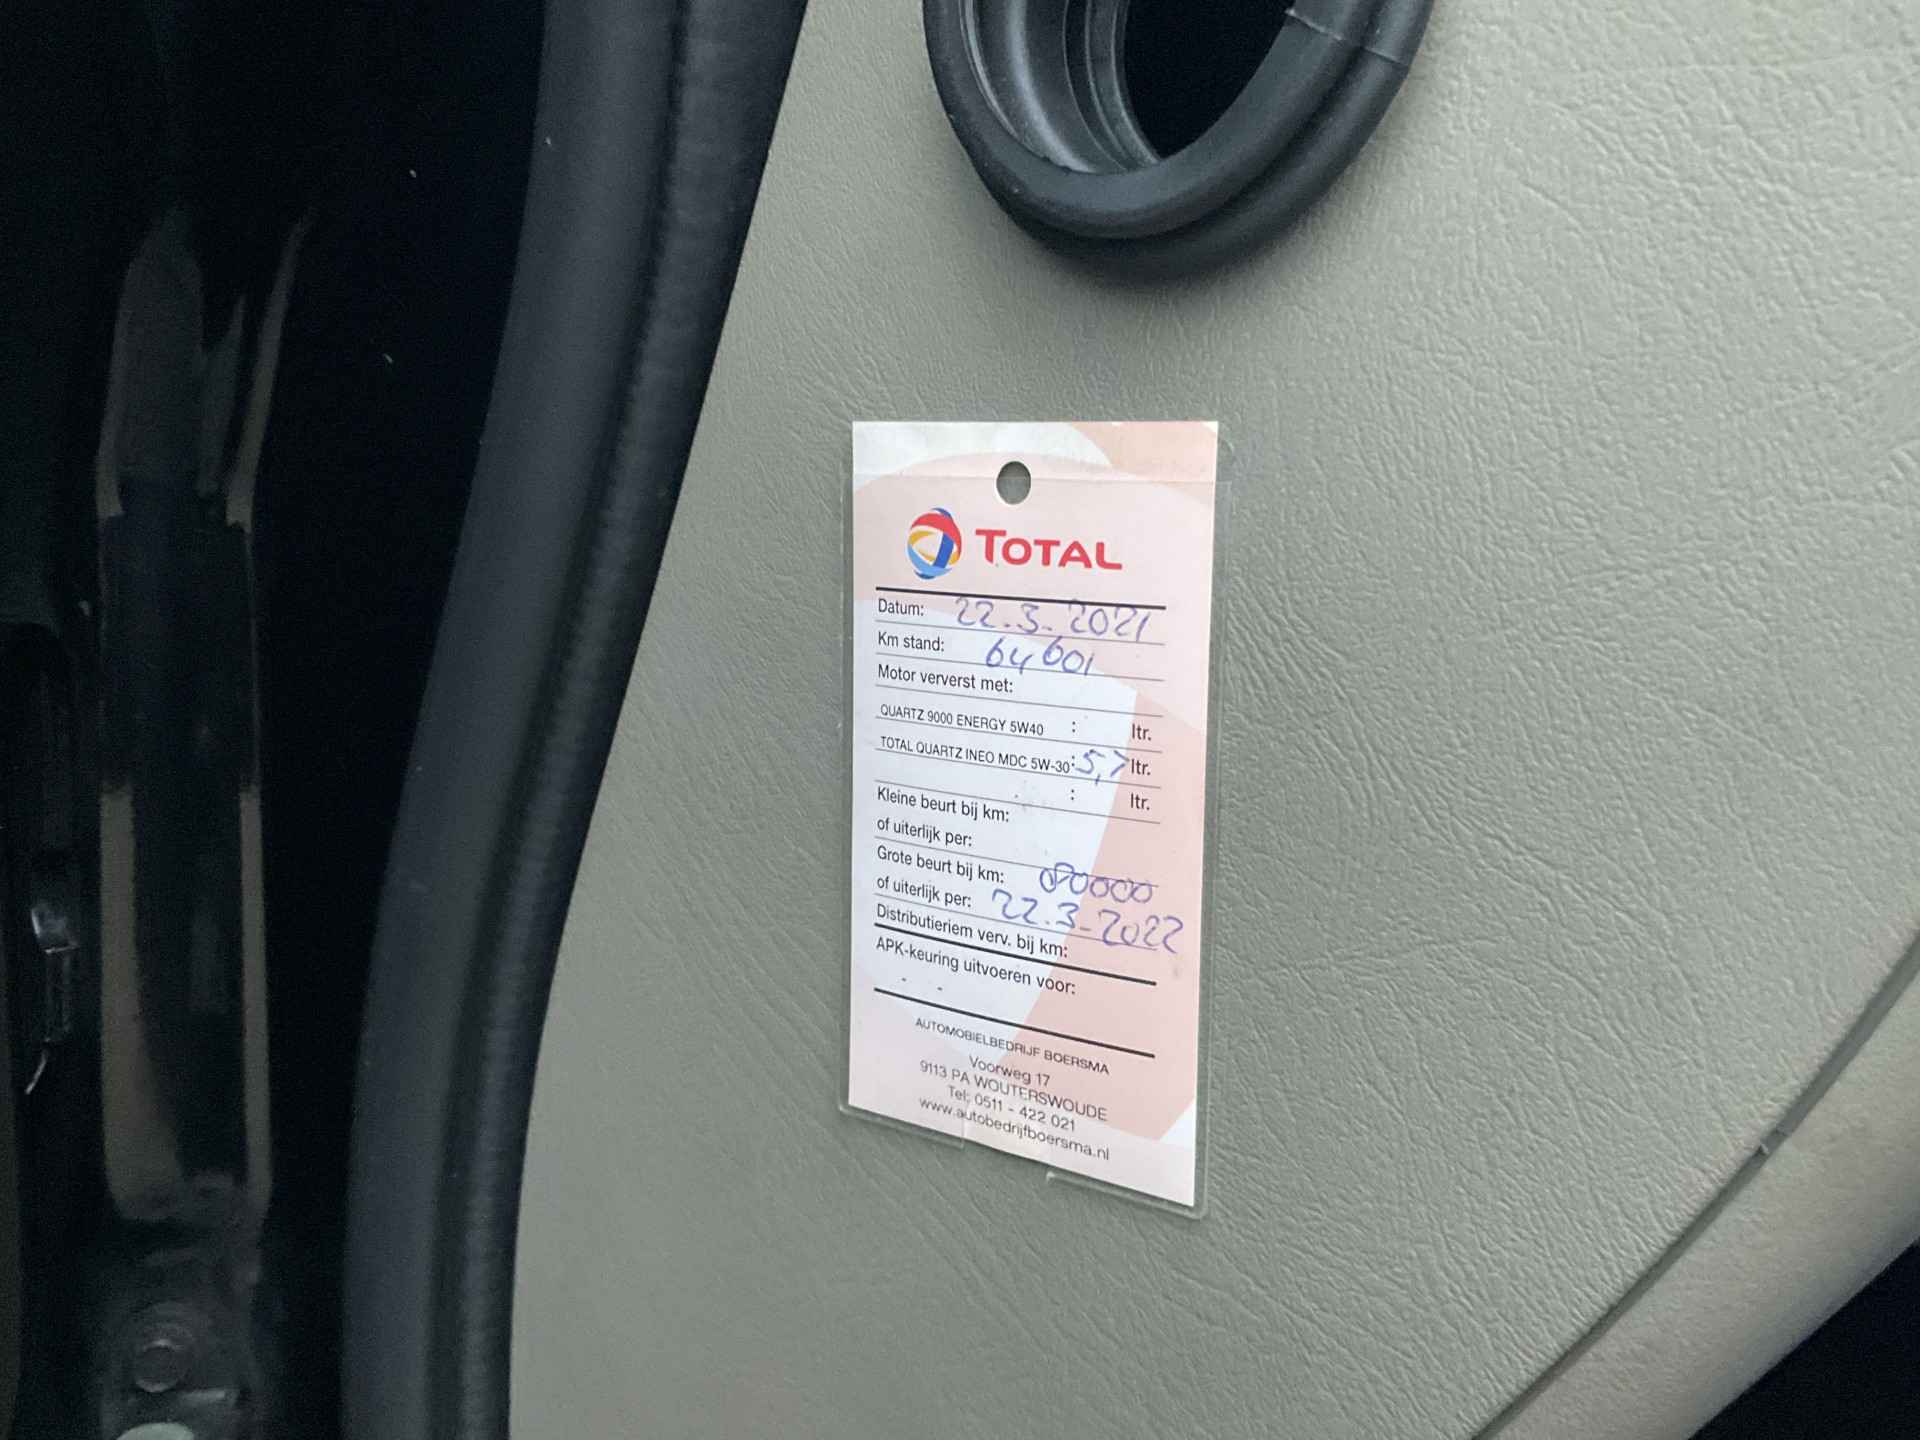 TOTAL
Datum: 22.3.2021
Km stand: 64601
Motor ververst met:
QUARTZ 9000 ENERGY 5W40 : ltr.
TOTAL QUARTZ INEO MDC 5W-30: 5,7 ltr.
: ltr.
Kleine beurt bij km:
of uiterlijk per:
Grote beurt bij km: 80000
of uiterlijk per: 22.3-2022
Distributieriem verv. bij km:
APK-keuring uitvoeren voor:
- -
AUTOMOBIELBEDRIJF BOERSMA
Voorweg 17
9113 PA WOUTERSWOUDE
Tel; 0511 - 422 021
www.autobedrijfboersma.nl